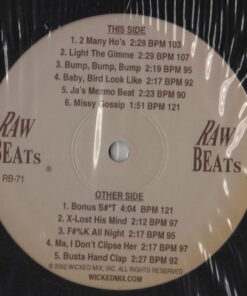 THIS SIDE
1. 2 Many Ho's 2:28 BPM 103
2. Light The Gimme 2:29 BPM 107
3. Bump, Bump, Bump 2:19 BPM 95
4. Baby, Bird Look Like 2:17 BPM 92
5. Ja's Mezmo Beat 2:23 BPM 90
6. Missy Gossip 1:51 BPM 121
RAW BEATS
RB-71
®
RAW BEATS
OTHER SIDE
1. Bonus S#*T 4:04 BPM 121
2. X-Lost His Mind 2:12 BPM 97
3. F#%K All Night 2:17 BPM 95
4. Ma, I Don't Clipse Her 2:17 BPM 97
5. Busta Hand Clap 2:17 BPM 92
© 2002 WICKED MIX, INC. ALL RIGHTS RESERVED
WICKEDMIX.COM